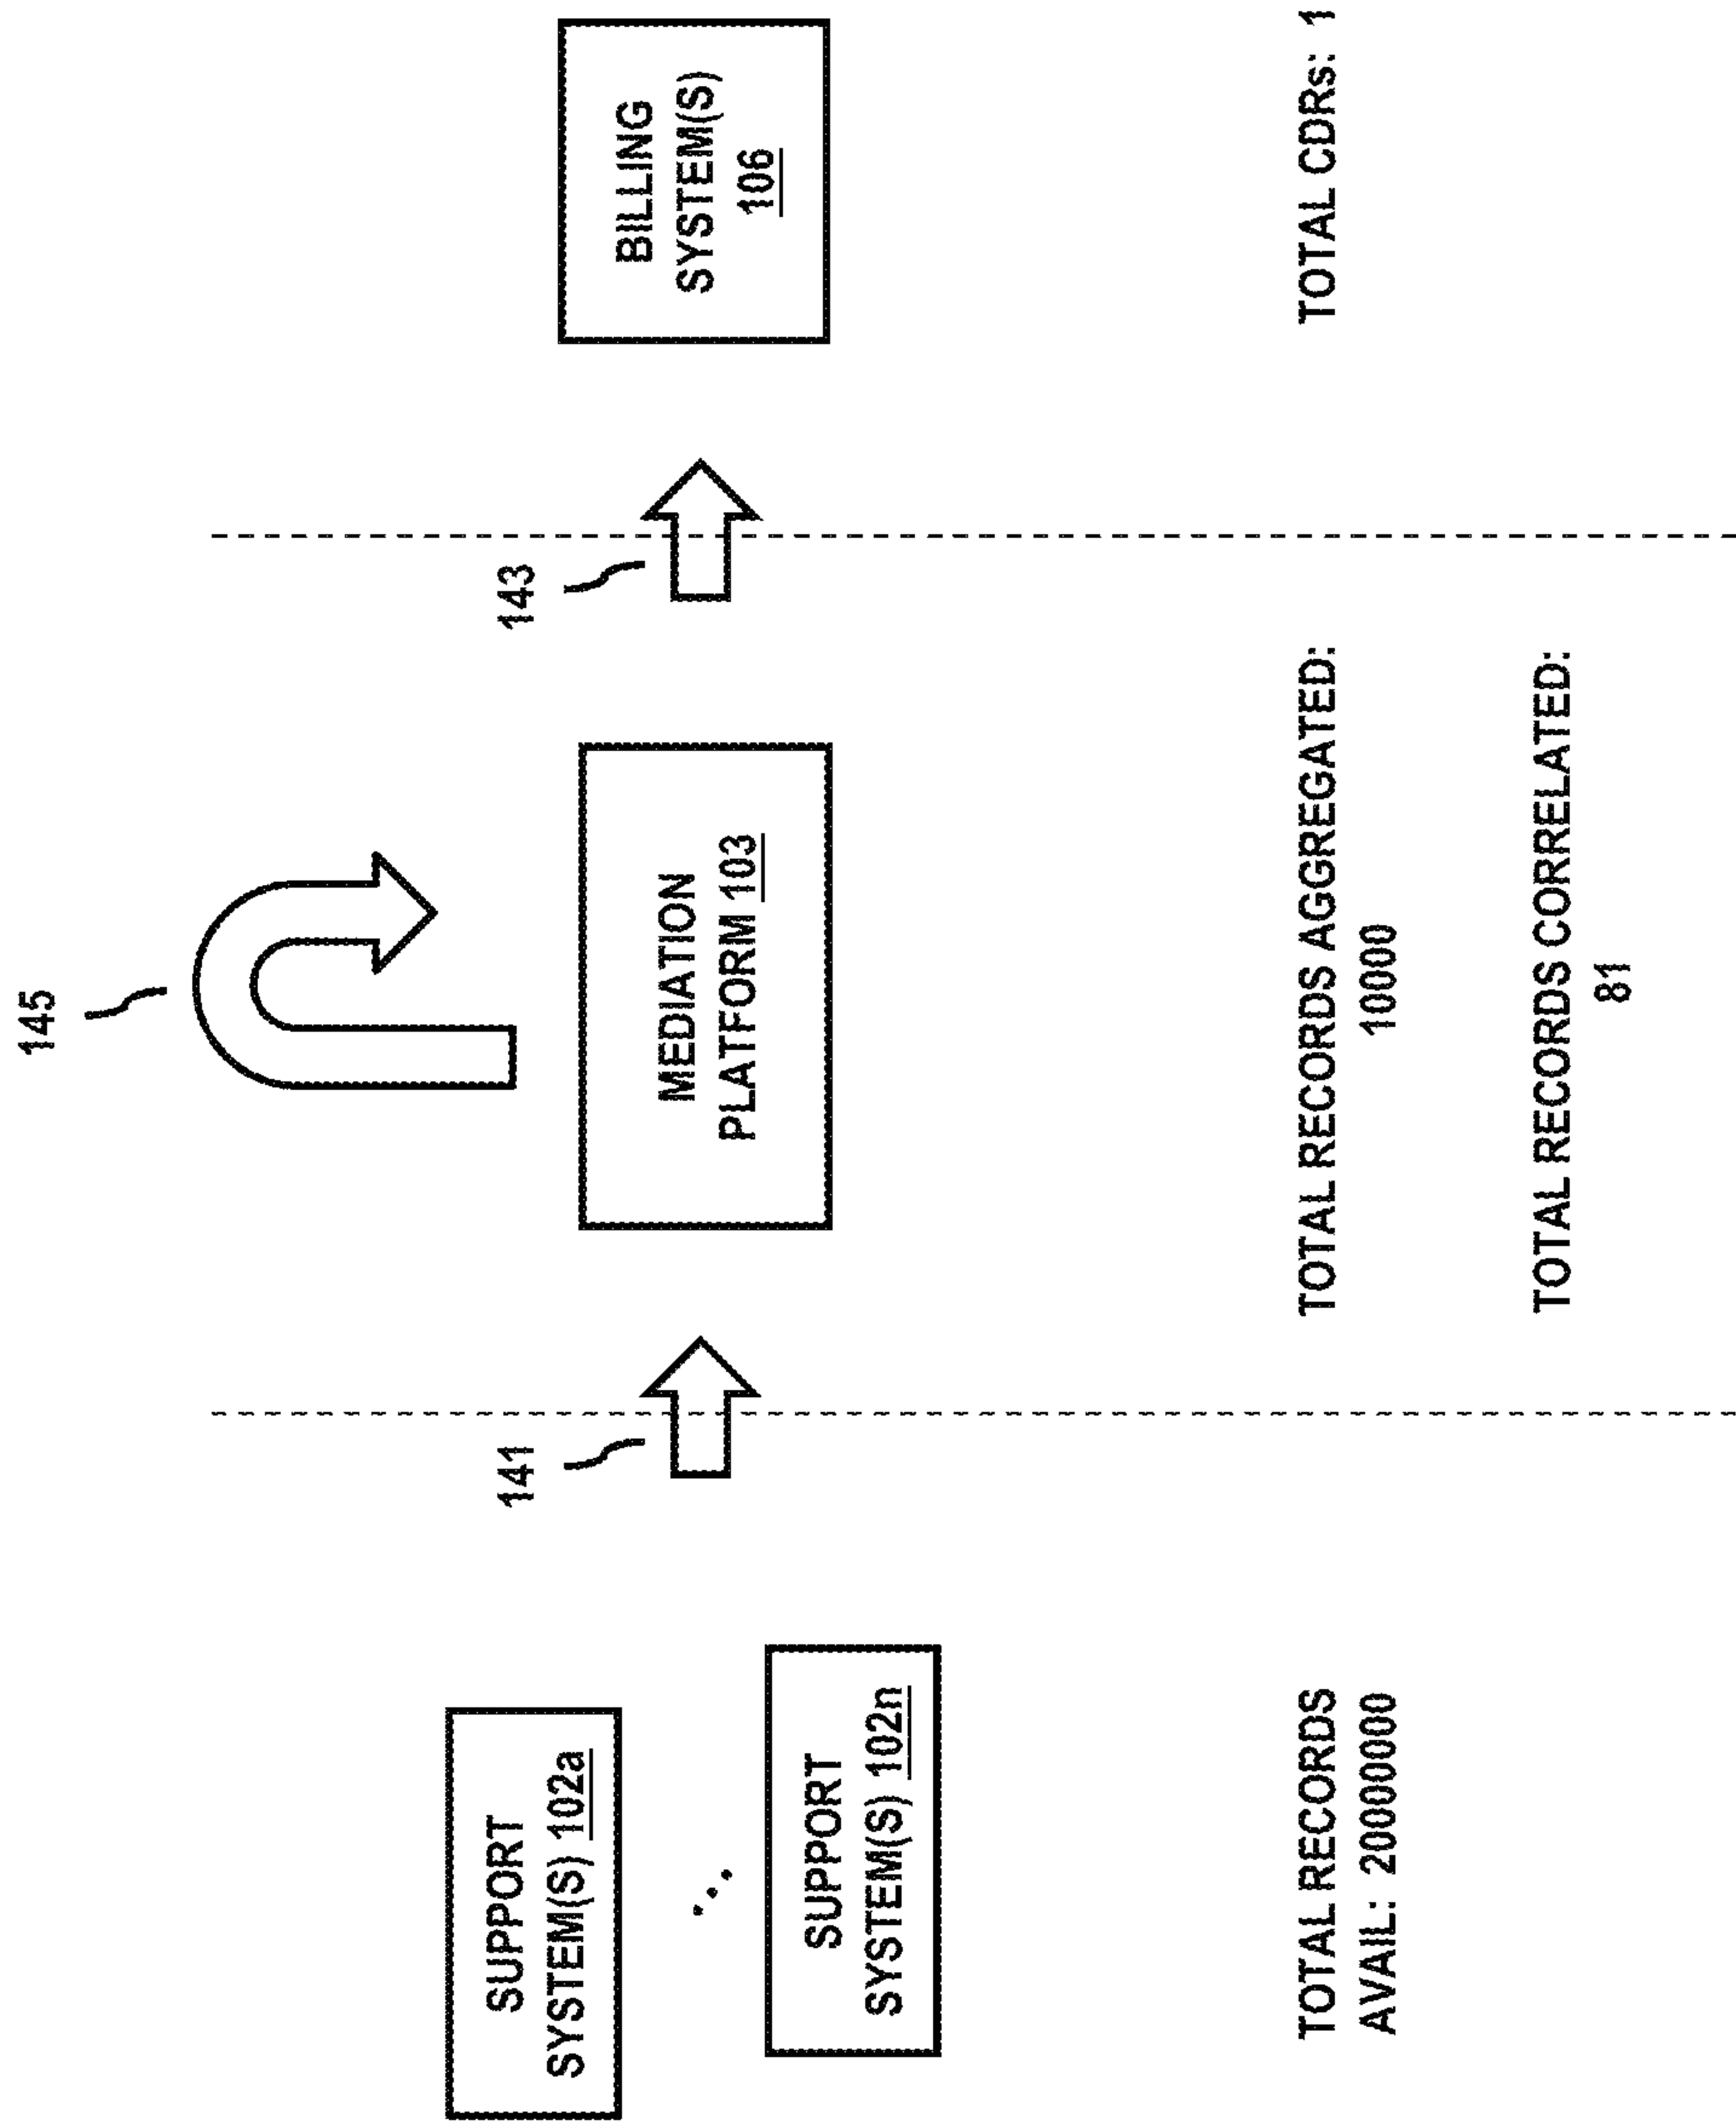 145
141
143
SUPPORT
SYSTEM(S) 102a
...
SUPPORT
SYSTEM(S) 102n
MEDIATION
PLATFORM 103
BILLING
SYSTEM(S)
106
TOTAL RECORDS
AVAIL: 20000000
TOTAL RECORDS AGGREGATED:
10000
TOTAL RECORDS CORRELATED:
81
TOTAL CDRs: 1